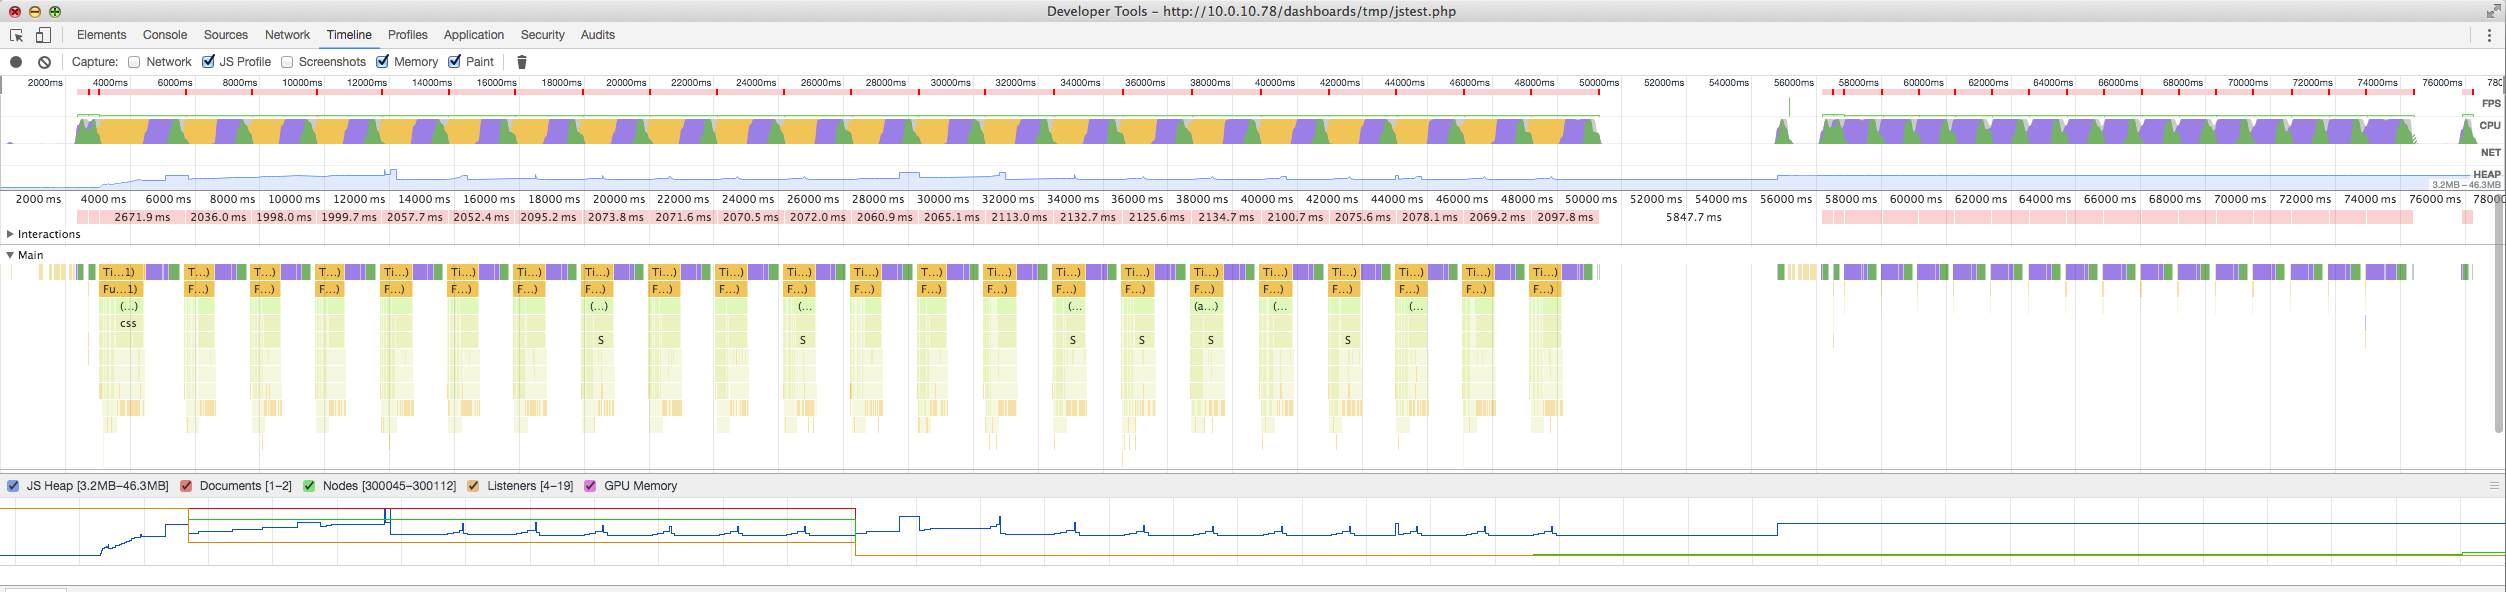 Developer Tools – http://10.0.10.78/dashboards/tmp/jstest.php
Elements Console Sources Network Timeline Profiles Application Security Audits
Capture: Network JS Profile Screenshots Memory Paint
2000ms 4000ms 6000ms 8000ms 10000ms 12000ms 14000ms 16000ms 18000ms 20000ms 22000ms 24000ms 26000ms 28000ms 30000ms 32000ms 34000ms 36000ms 38000ms 40000ms 42000ms 44000ms 46000ms 48000ms 50000ms 52000ms 54000ms 56000ms 58000ms 60000ms 62000ms 64000ms 66000ms 68000ms 70000ms 72000ms 74000ms 76000ms 780
FPS
CPU
NET
HEAP
3.2MB – 46.3MB
2000 ms 4000 ms 6000 ms 8000 ms 10000 ms 12000 ms 14000 ms 16000 ms 18000 ms 20000 ms 22000 ms 24000 ms 26000 ms 28000 ms 30000 ms 32000 ms 34000 ms 36000 ms 38000 ms 40000 ms 42000 ms 44000 ms 46000 ms 48000 ms 50000 ms 52000 ms 54000 ms 56000 ms 58000 ms 60000 ms 62000 ms 64000 ms 66000 ms 68000 ms 70000 ms 72000 ms 74000 ms 76000 ms 78000
2671.9 ms 2036.0 ms 1998.0 ms 1999.7 ms 2057.7 ms 2052.4 ms 2095.2 ms 2073.8 ms 2071.6 ms 2070.5 ms 2072.0 ms 2060.9 ms 2065.1 ms 2113.0 ms 2132.7 ms 2125.6 ms 2134.7 ms 2100.7 ms 2075.6 ms 2078.1 ms 2069.2 ms 2097.8 ms 5847.7 ms
Interactions
Main
Ti...1) T...) T...) T...) Ti...) Ti...) Ti...) Ti...) Ti...) Ti...) Ti...) Ti...) T...) Ti...) Ti...) Ti...) Ti...) Ti...) Ti...) Ti...) Ti...) Ti...)
Fu...1) F...) F...) F...) F...) F...) F...) F...) F...) F...) F...) F...) F...) F...) F...) F...) F...) F...) F...) F...) F...) F...)
(...) (...) (... (... (a...) (... (...
css
S S S S S S
JS Heap [3.2MB–46.3MB] Documents [1–2] Nodes [300045–300112] Listeners [4–19] GPU Memory